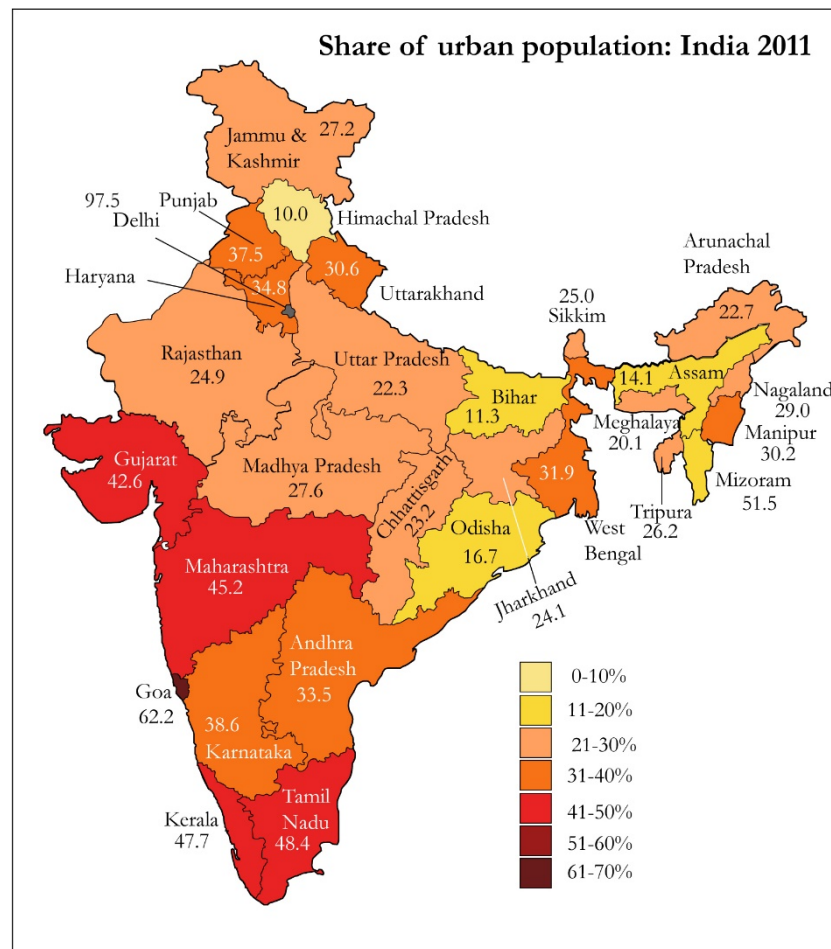 Share of urban population: India 2011
27.2
Jammu &
Kashmir
97.5
Punjab
Delhi
10.0
Himachal Pradesh
37.5
30.6
Haryana
34.8
Uttarakhand
Arunachal
Pradesh
25.0
Sikkim
22.7
Rajasthan
24.9
Uttar Pradesh
22.3
Bihar
11.3
14.1
Assam
Nagaland
29.0
Meghalaya
20.1
Manipur
30.2
Gujarat
42.6
Madhya Pradesh
27.6
Chhattisgarh
23.2
31.9
Mizoram
51.5
Tripura
26.2
West
Bengal
Odisha
16.7
Jharkhand
24.1
Maharashtra
45.2
Andhra
Pradesh
33.5
Goa
62.2
38.6
Karnataka
Kerala
47.7
Tamil
Nadu
48.4
0-10%
11-20%
21-30%
31-40%
41-50%
51-60%
61-70%